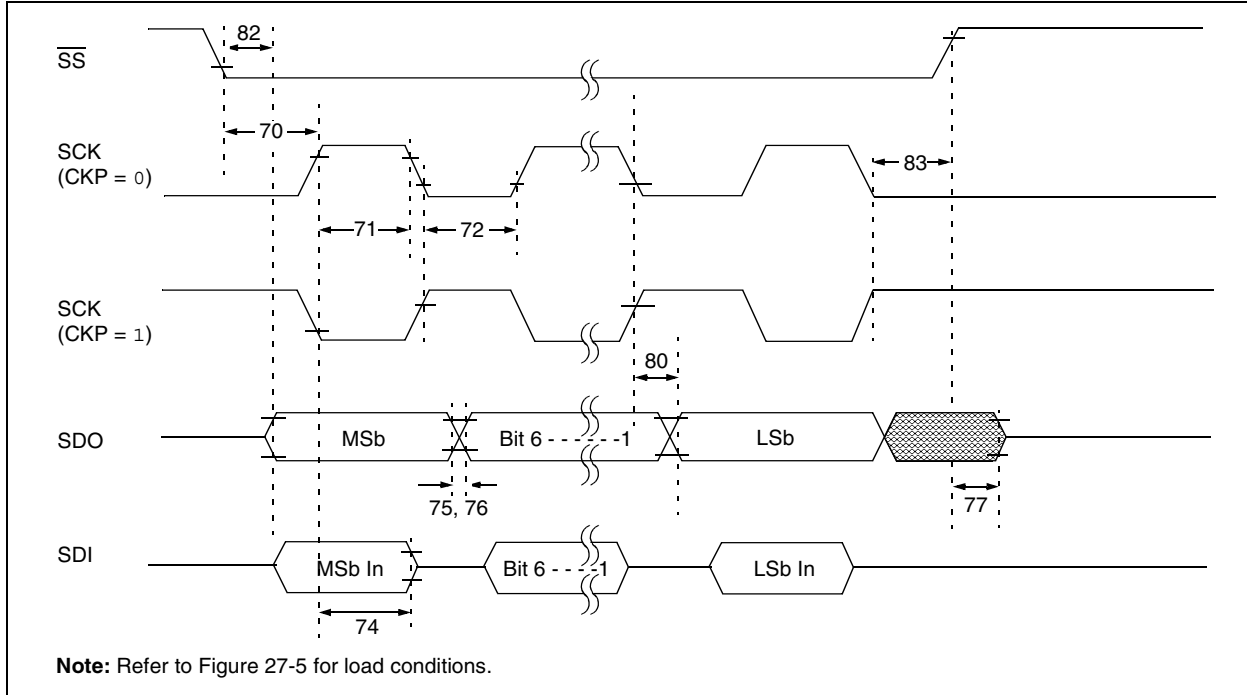 82
SS
70
SCK
(CKP = 0)
83
71
72
SCK
(CKP = 1)
80
SDO
MSb
Bit 6 - - - - - -1
LSb
75, 76
77
SDI
MSb In
Bit 6 - - - -1
LSb In
74
Note: Refer to Figure 27-5 for load conditions.